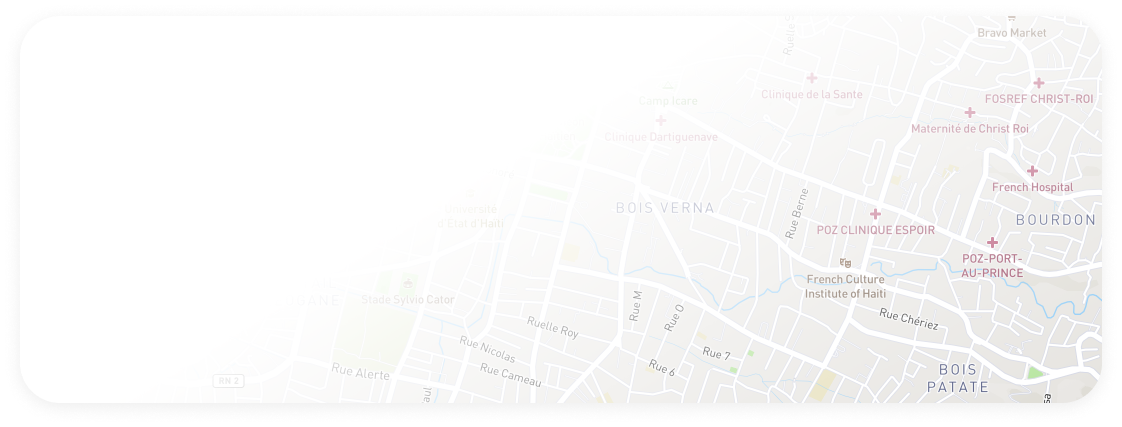 Bravo Market
Clinique de la Sante
FOSREF CHRIST-ROI
Camp Icare
Maternité de Christ Roi
Clinique Dartiguenave
French Hospital
BOIS VERNA
Rue Berne
Université
d'État d'Haïti
BOURDON
POZ CLINIQUE ESPOIR
POZ-PORT-
AU-PRINCE
French Culture
Institute of Haiti
Stade Sylvio Cator
Rue M
Rue O
Rue Chériez
Ruelle Roy
Rue Nicolas
Rue 7
Rue 6
Rue Alerte
Rue Cameau
RN 2
BOIS
PATATE